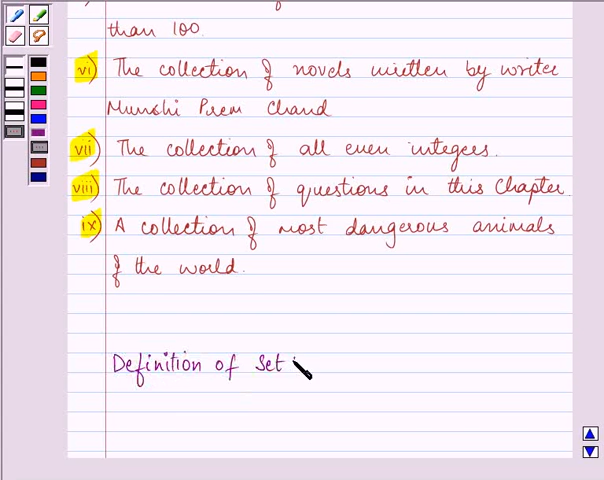 than 100.
vi) The collection of novels written by writer
Munshi Prem Chand
vii) The collection of all even integers.
viii) The collection of questions in this Chapter
ix) A collection of most dangerous animals
of the world.
Definition of Set